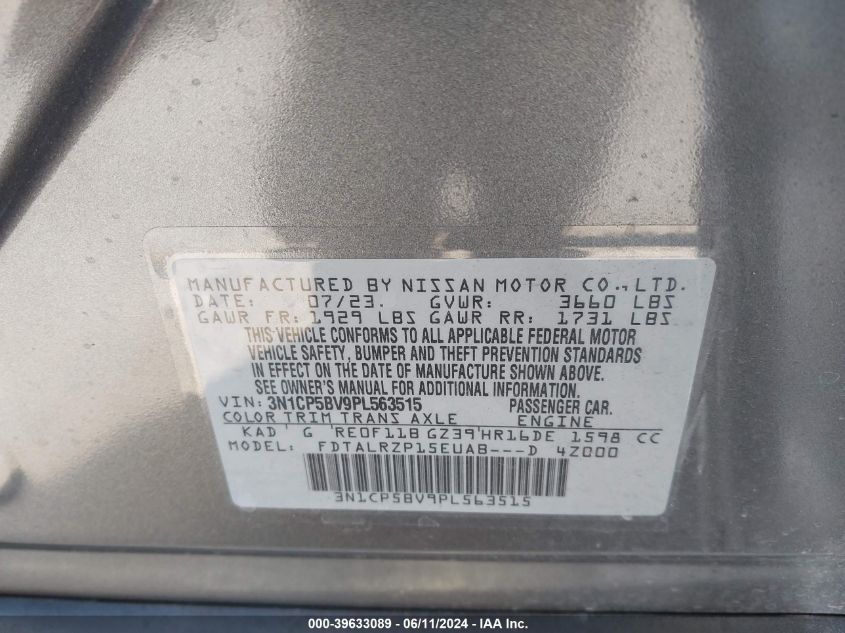 MANUFACTURED BY NISSAN MOTOR CO., LTD.
DATE: 07/23. GVWR: 3660 LBS
GAWR FR: 1929 LBS GAWR RR: 1731 LBS
THIS VEHICLE CONFORMS TO ALL APPLICABLE FEDERAL MOTOR
VEHICLE SAFETY, BUMPER AND THEFT PREVENTION STANDARDS
IN EFFECT ON THE DATE OF MANUFACTURE SHOWN ABOVE.
SEE OWNER'S MANUAL FOR ADDITIONAL INFORMATION.
VIN: 3N1CP5BV9PL563515 PASSENGER CAR.
COLOR TRIM TRANS AXLE ENGINE
KAD G RE0F11B GZ39 HR16DE 1598 CC
MODEL: FDTALRZP15EUAB---D 4Z000
3N1CP5BV9PL563515
000-39633089 - 06/11/2024 - IAA Inc.